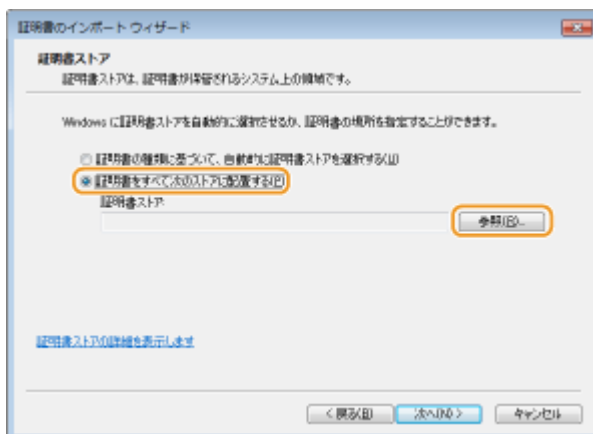 証明書のインポート ウィザード
証明書ストア
証明書ストアは、証明書が保管されるシステム上の領域です。
Windows に証明書ストアを自動的に選択させるか、証明書の場所を指定することができます。
証明書の種類に基づいて、自動的に証明書ストアを選択する(U)
証明書をすべて次のストアに配置する(P)
証明書ストア:
参照(R)...
証明書ストアの詳細を表示します
< 戻る(B) 次へ(N) > キャンセル